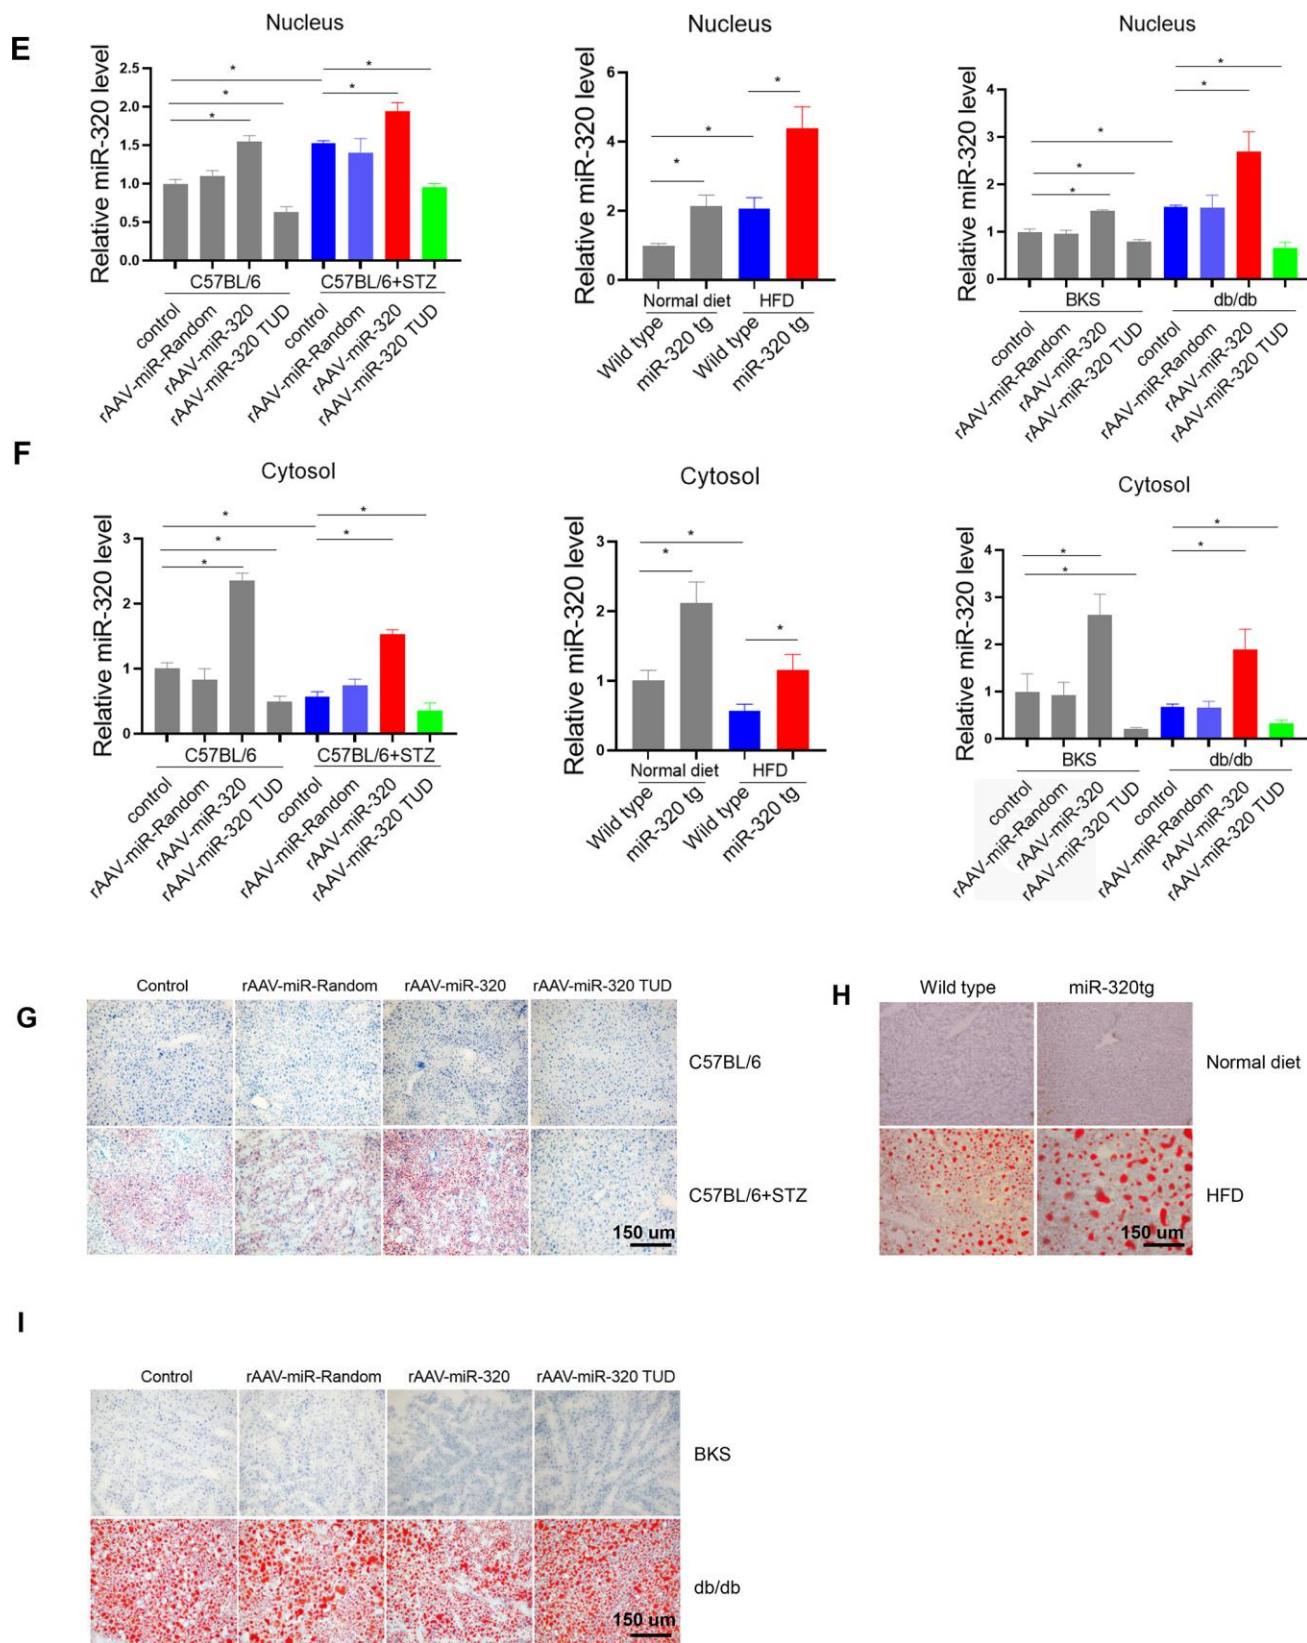 E
Nucleus
Relative miR-320 level
2.5
2.0
1.5
1.0
0.5
0.0
* * * * *
C57BL/6 C57BL/6+STZ
control
rAAV-miR-Random
rAAV-miR-320
rAAV-miR-320 TUD
control
rAAV-miR-Random
rAAV-miR-320
rAAV-miR-320 TUD
Nucleus
Relative miR-320 level
6
4
2
0
* * *
Normal diet HFD
Wild type
miR-320 tg
Wild type
miR-320 tg
Nucleus
Relative miR-320 level
4
3
2
1
0
* * * * *
BKS db/db
control
rAAV-miR-Random
rAAV-miR-320
rAAV-miR-320 TUD
control
rAAV-miR-Random
rAAV-miR-320
rAAV-miR-320 TUD
F
Cytosol
Relative miR-320 level
3
2
1
0
* * * * *
C57BL/6 C57BL/6+STZ
control
rAAV-miR-Random
rAAV-miR-320
rAAV-miR-320 TUD
control
rAAV-miR-Random
rAAV-miR-320
rAAV-miR-320 TUD
Cytosol
Relative miR-320 level
3
2
1
0
* * *
Normal diet HFD
Wild type
miR-320 tg
Wild type
miR-320 tg
Cytosol
Relative miR-320 level
4
3
2
1
0
* * * *
BKS db/db
control
rAAV-miR-Random
rAAV-miR-320
rAAV-miR-320 TUD
control
rAAV-miR-Random
rAAV-miR-320
rAAV-miR-320 TUD
G
Control rAAV-miR-Random rAAV-miR-320 rAAV-miR-320 TUD
C57BL/6
C57BL/6+STZ
150 um
H
Wild type miR-320tg
Normal diet
HFD
150 um
I
Control rAAV-miR-Random rAAV-miR-320 rAAV-miR-320 TUD
BKS
db/db
150 um